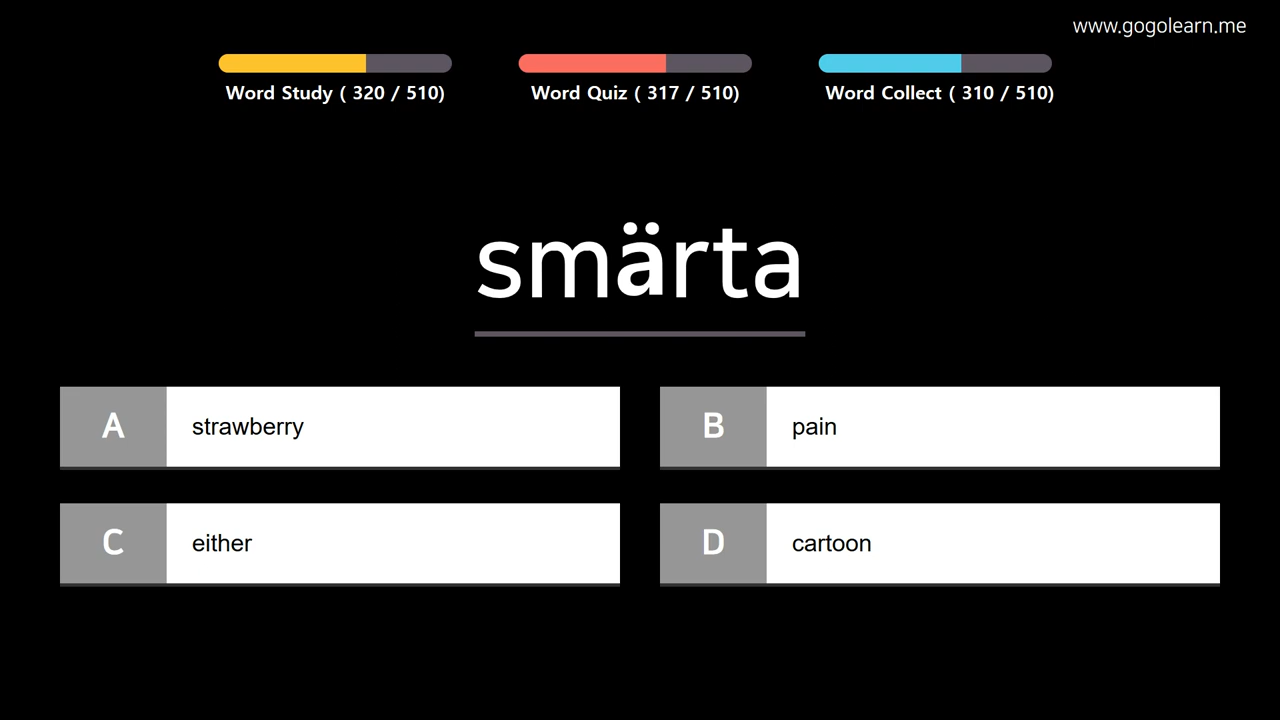 www.gogolearn.me
Word Study ( 320 / 510)
Word Quiz ( 317 / 510)
Word Collect ( 310 / 510)
smärta
A strawberry
B pain
C either
D cartoon